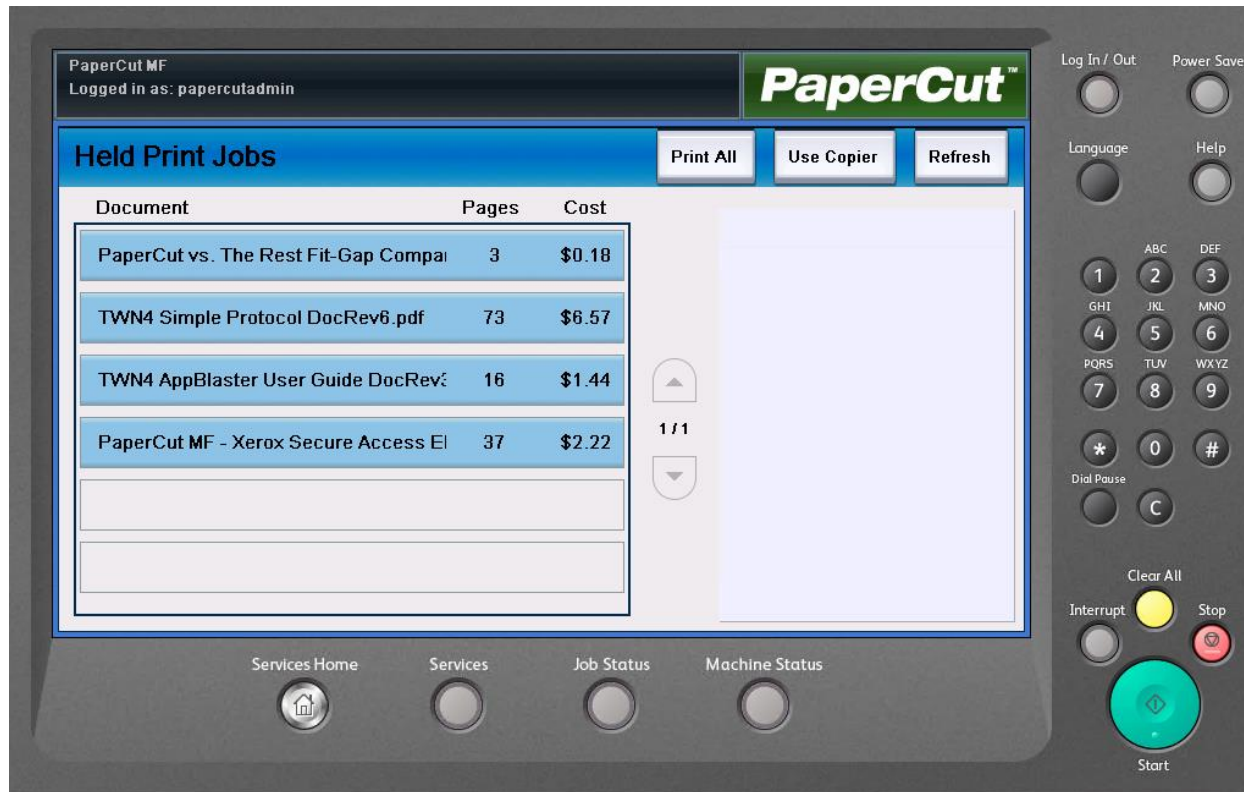 PaperCut MF
Logged in as: papercutadmin
PaperCut™
Held Print Jobs
Print All
Use Copier
Refresh
Document Pages Cost
PaperCut vs. The Rest Fit-Gap 3 $0.18
TWN4 Simple Protocol DocRev6.pdf 73 $6.57
TWN4 AppBlaster User Guide 16 $1.44
PaperCut MF - Xerox Secure Access 37 $2.22
1/1
Services Home
Services
Job Status
Machine Status
Log In / Out
Power Save
Language
Help
ABC DEF
1 2 3
GHI JKL MNO
4 5 6
PQRS TUV WXYZ
7 8 9
* 0 #
Dial Pause
C
Clear All
Interrupt
Stop
Start